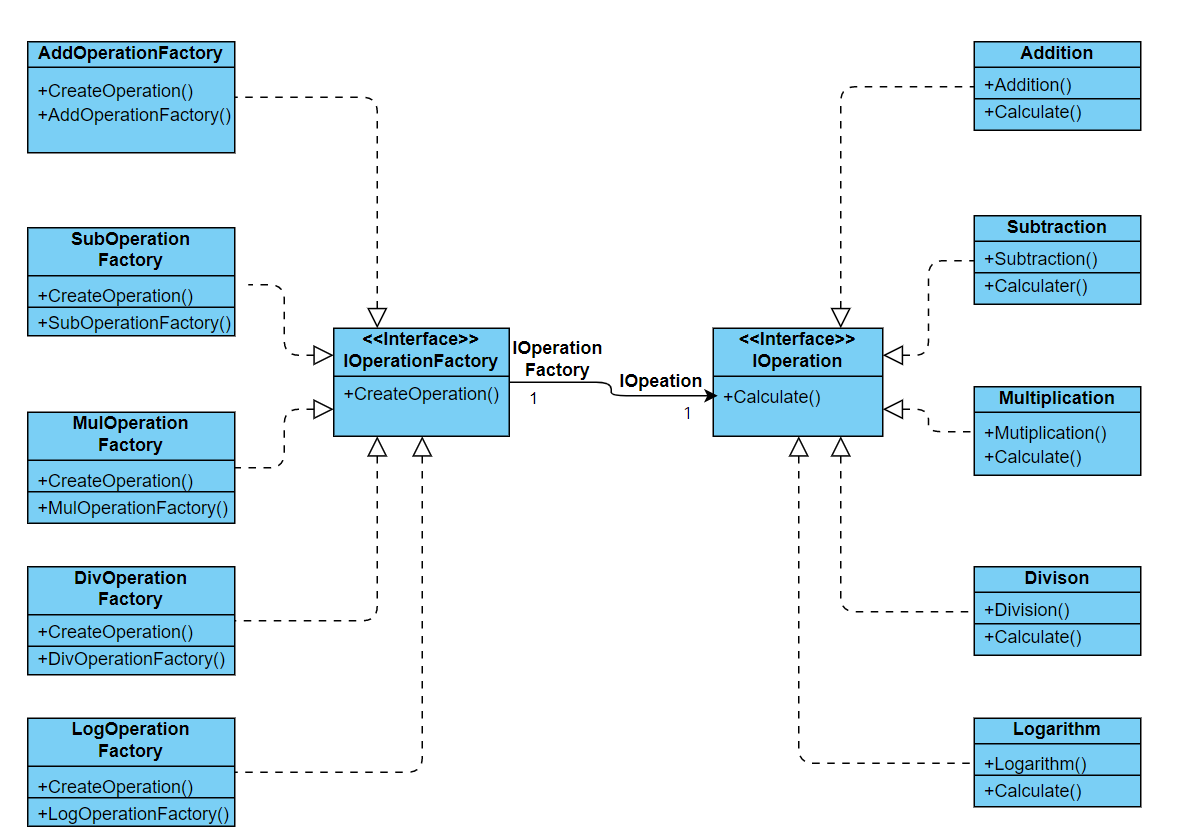 AddOperationFactory
+CreateOperation()
+AddOperationFactory()
SubOperation
Factory
+CreateOperation()
+SubOperationFactory()
MulOperation
Factory
+CreateOperation()
+MulOperationFactory()
DivOperation
Factory
+CreateOperation()
+DivOperationFactory()
LogOperation
Factory
+CreateOperation()
+LogOperationFactory()
<<Interface>>
IOperationFactory
+CreateOperation()
IOperation
Factory
1
IOpeation
1
<<Interface>>
IOperation
+Calculate()
Addition
+Addition()
+Calculate()
Subtraction
+Subtraction()
+Calculater()
Multiplication
+Mutiplication()
+Calculate()
Divison
+Division()
+Calculate()
Logarithm
+Logarithm()
+Calculate()